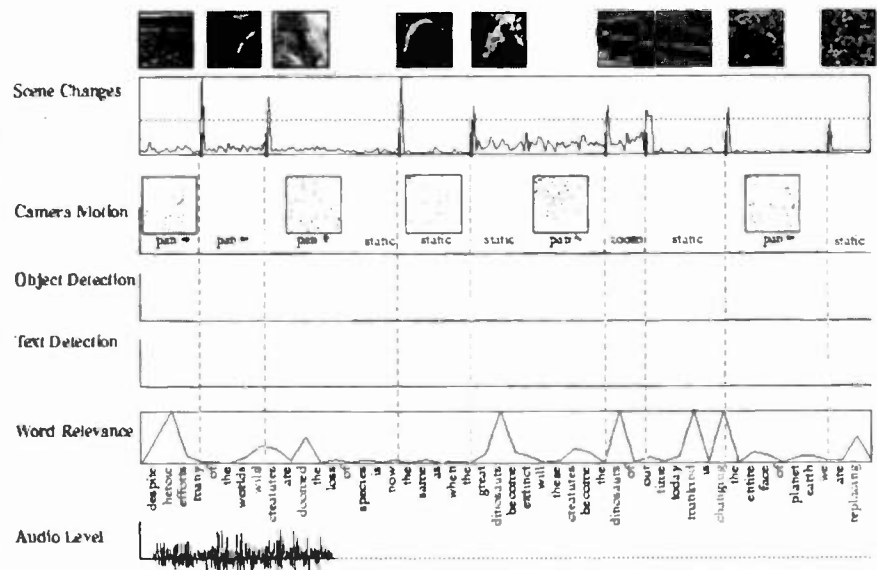 Scene Changes
Camera Motion
pan pan pan static static static pan zoom static pan static
Object Detection
Text Detection
Word Relevance
despite heroic efforts many of the worlds wild creatures are doomed the loss of species is now the same as when the great dinosaurs become extinct will these creatures become the dinosaurs of our time today mankind is changing the entire face of planet earth we are replacing
Audio Level